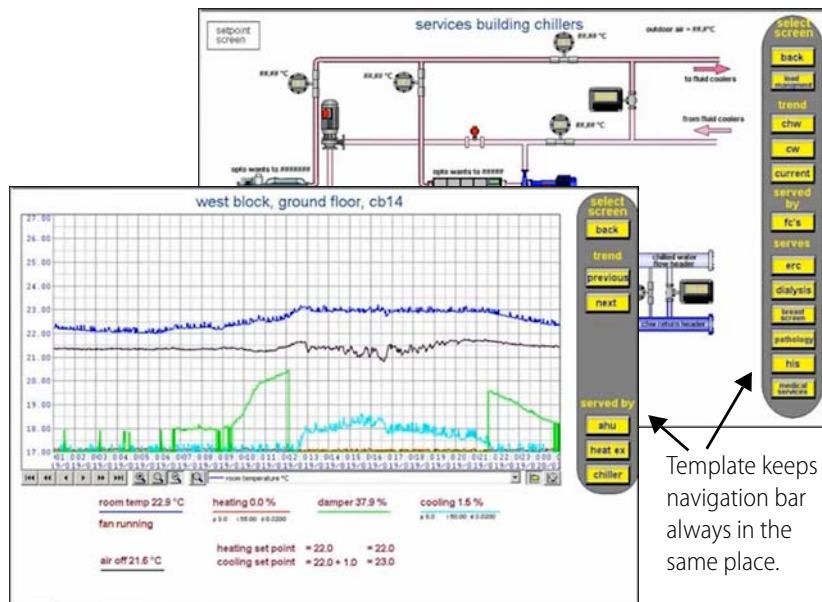 services building chillers
setpoint
screen
##.## °C
outdoor air = ##.#°C
##.## °C
##.## °C
to fluid coolers
from fluid coolers
##.## °C
opto wants to #######
opto wants to #####
chilled water
flow header
chw return header
select
screen
back
load
managment
trend
chw
cw
current
served
by
fc's
serves
erc
dialysis
breast
screen
pathology
his
medical
services
west block, ground floor, cb14
27.00
26.00
25.00
24.00
23.00
22.00
21.00
20.00
19.00
18.00
17.00
room temperature °C
select
screen
back
trend
previous
next
served by
ahu
heat ex
chiller
room temp 22.9 °C
heating 0.0 %
damper 37.9 %
cooling 1.5 %
fan running
air off 21.6 °C
heating set point = 22.0 = 22.0
cooling set point = 22.0 + 1.0 = 23.0
Template keeps
navigation bar
always in the
same place.